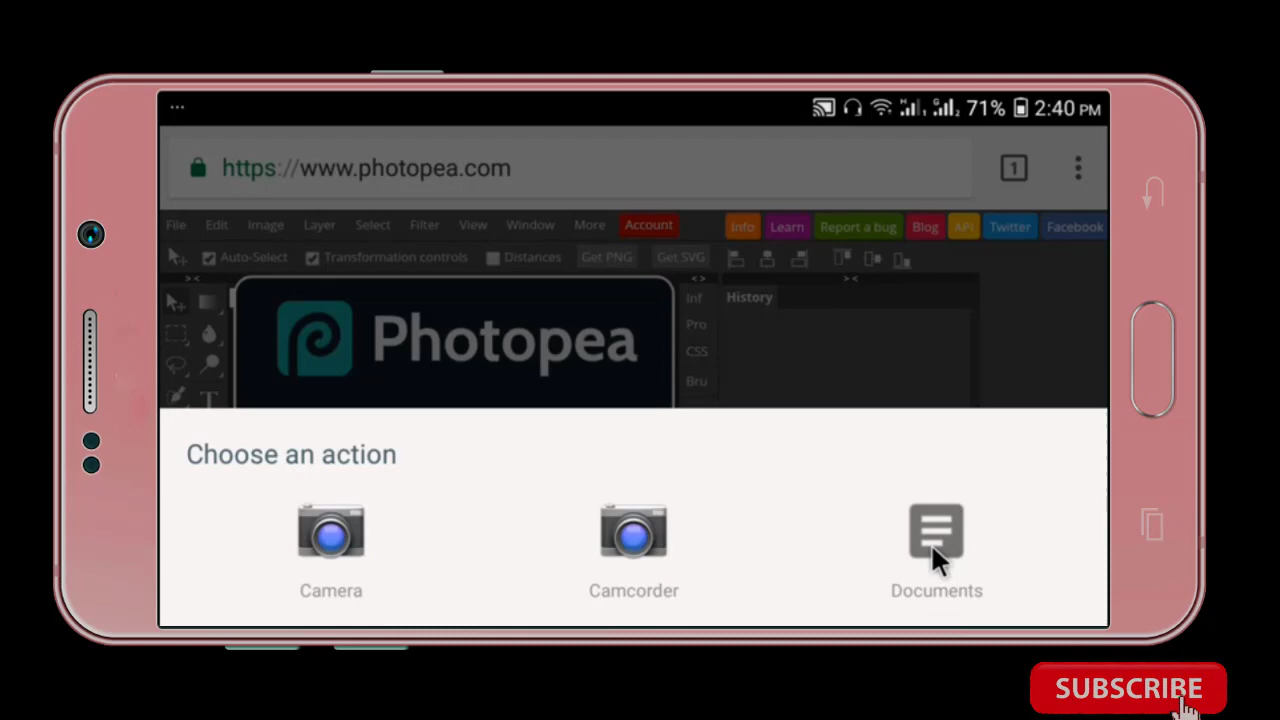 ... 71% 2:40 PM
https://www.photopea.com 1
File Edit Image Layer Select Filter View Window More Account Info Learn Report a bug Blog API Twitter Facebook
Auto-Select Transformation controls Distances Get PNG Get SVG
> < < > > <
Inf History
Photopea
Pro
CSS
Bru
T
Choose an action
Camera Camcorder Documents
SUBSCRIBE